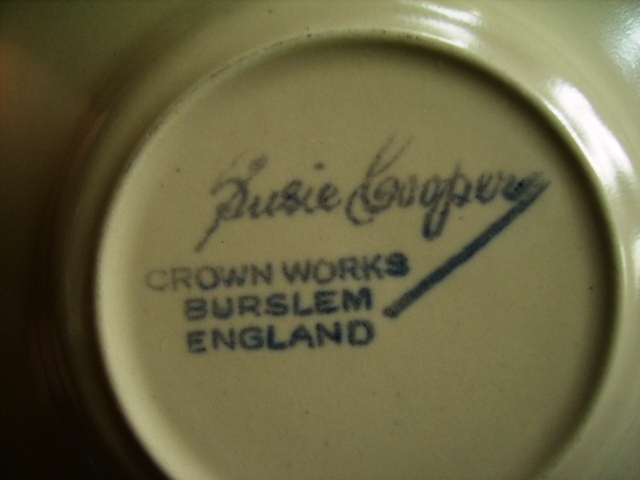 Susie Cooper
CROWN WORKS
BURSLEM
ENGLAND